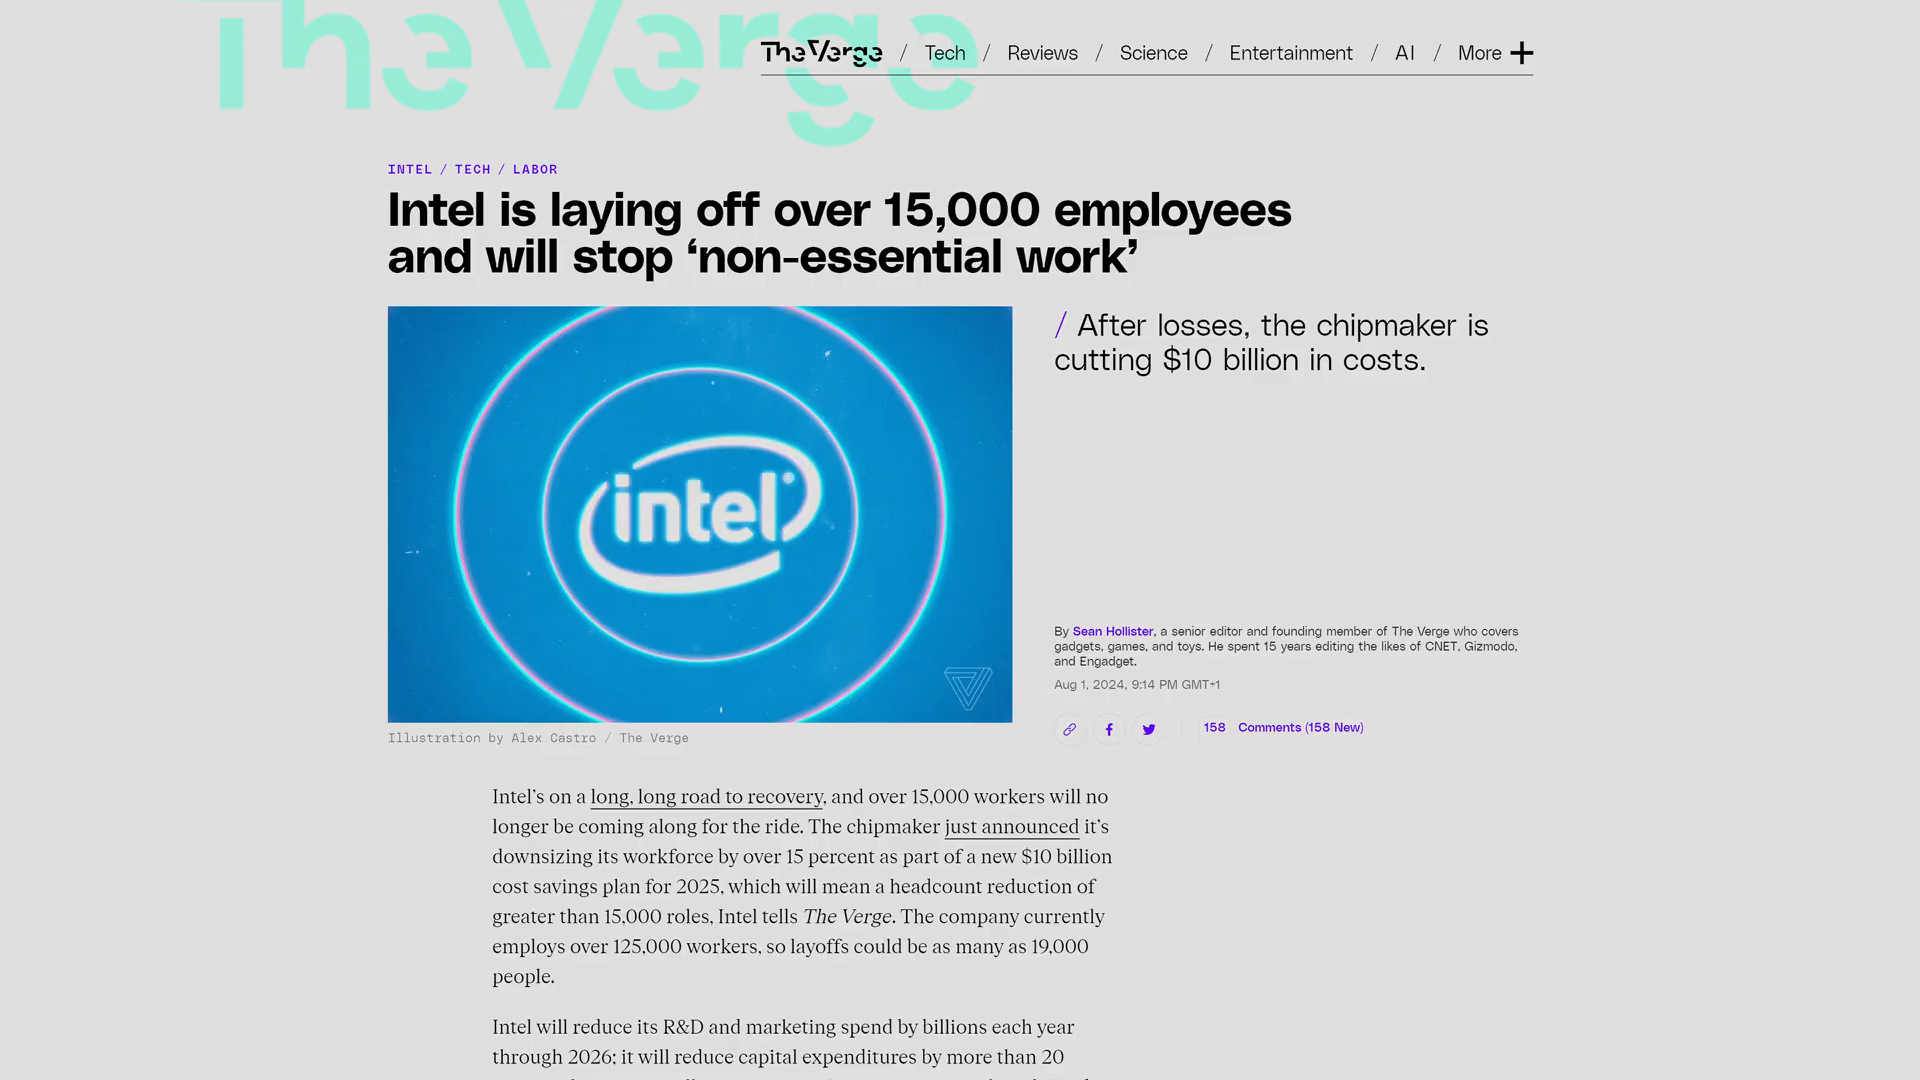 The Verge
The Verge / Tech / Reviews / Science / Entertainment / AI / More +
INTEL / TECH / LABOR
Intel is laying off over 15,000 employees
and will stop ‘non-essential work’
/ After losses, the chipmaker is
cutting $10 billion in costs.
intel®
By Sean Hollister, a senior editor and founding member of The Verge who covers
gadgets, games, and toys. He spent 15 years editing the likes of CNET, Gizmodo,
and Engadget.
Aug 1, 2024, 9:14 PM GMT+1
158 Comments (158 New)
Illustration by Alex Castro / The Verge
Intel’s on a long, long road to recovery, and over 15,000 workers will no
longer be coming along for the ride. The chipmaker just announced it’s
downsizing its workforce by over 15 percent as part of a new $10 billion
cost savings plan for 2025, which will mean a headcount reduction of
greater than 15,000 roles, Intel tells The Verge. The company currently
employs over 125,000 workers, so layoffs could be as many as 19,000
people.
Intel will reduce its R&D and marketing spend by billions each year
through 2026; it will reduce capital expenditures by more than 20